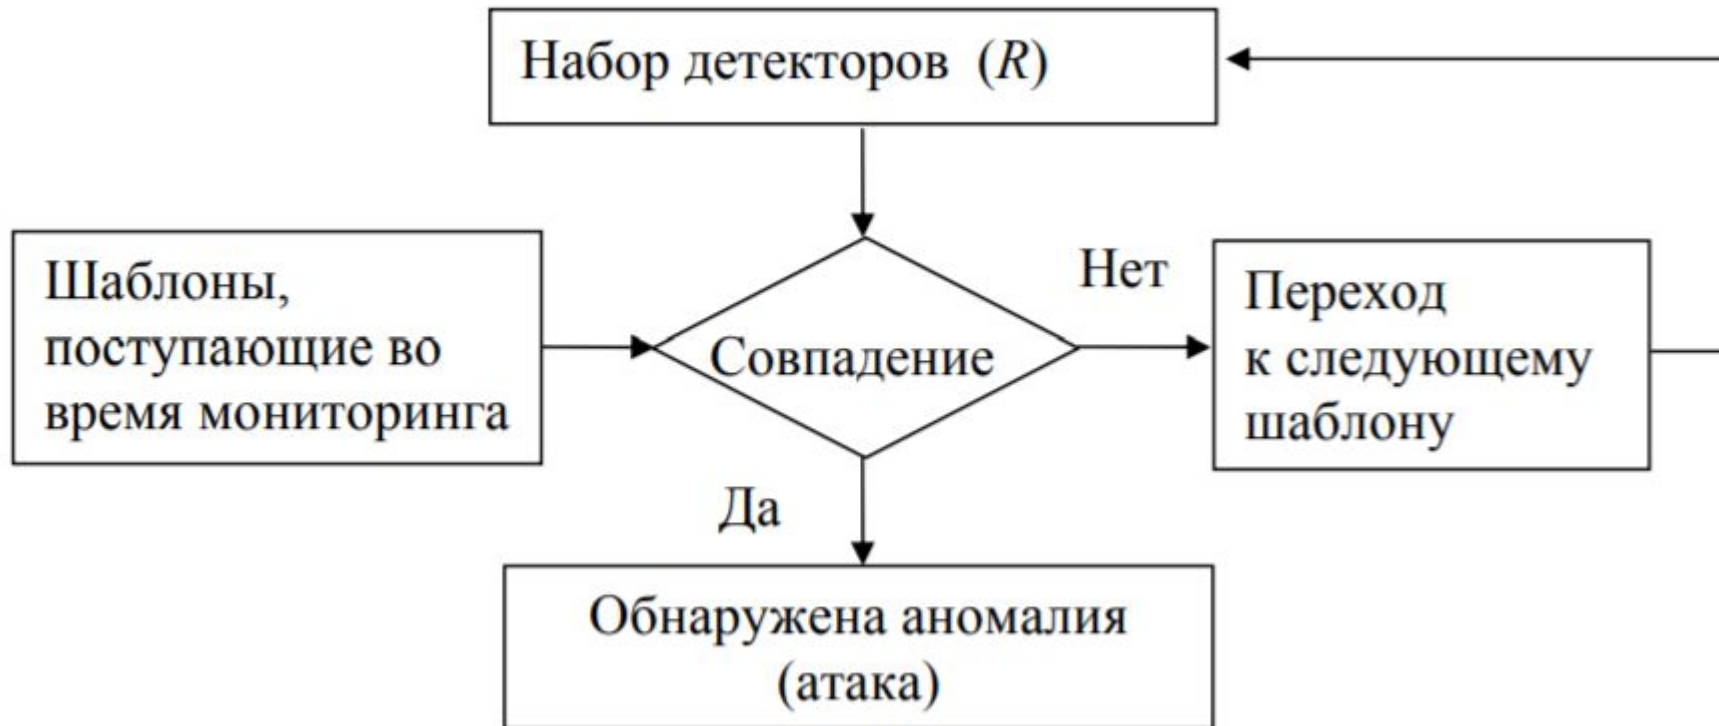 Набор детекторов (R)
Шаблоны,
поступающие во
время мониторинга
Совпадение
Нет
Переход
к следующему
шаблону
Да
Обнаружена аномалия
(атака)